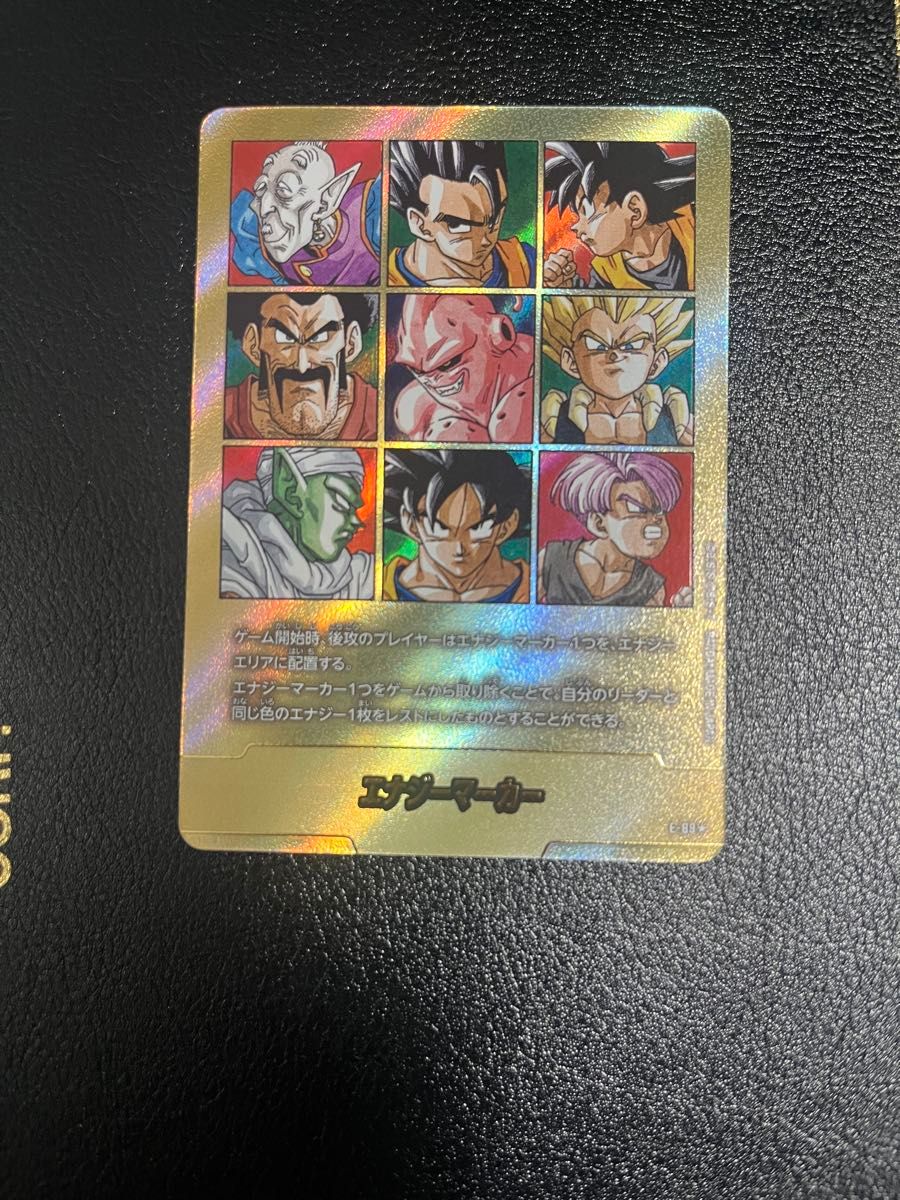 ゲーム開始時、後攻のプレイヤーはエナジーマーカー1つを、エナジー
エリアに配置する。
エナジーマーカー1つをゲームから取り除くことで、自分のリーダーと
同じ色のエナジー1枚をレストにしたものとすることができる。
エナジーマーカー